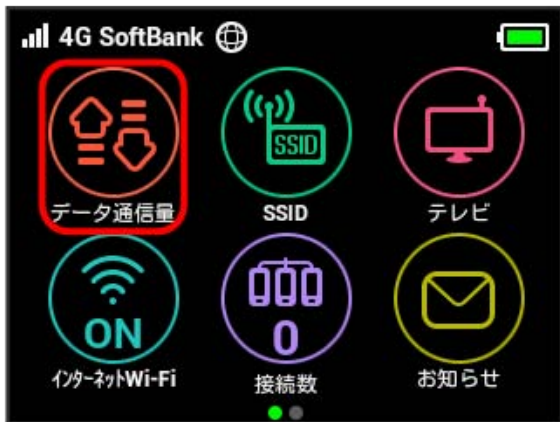 4G SoftBank
SSID
データ通信量
SSID
テレビ
ON
0
インターネットWi-Fi
接続数
お知らせ